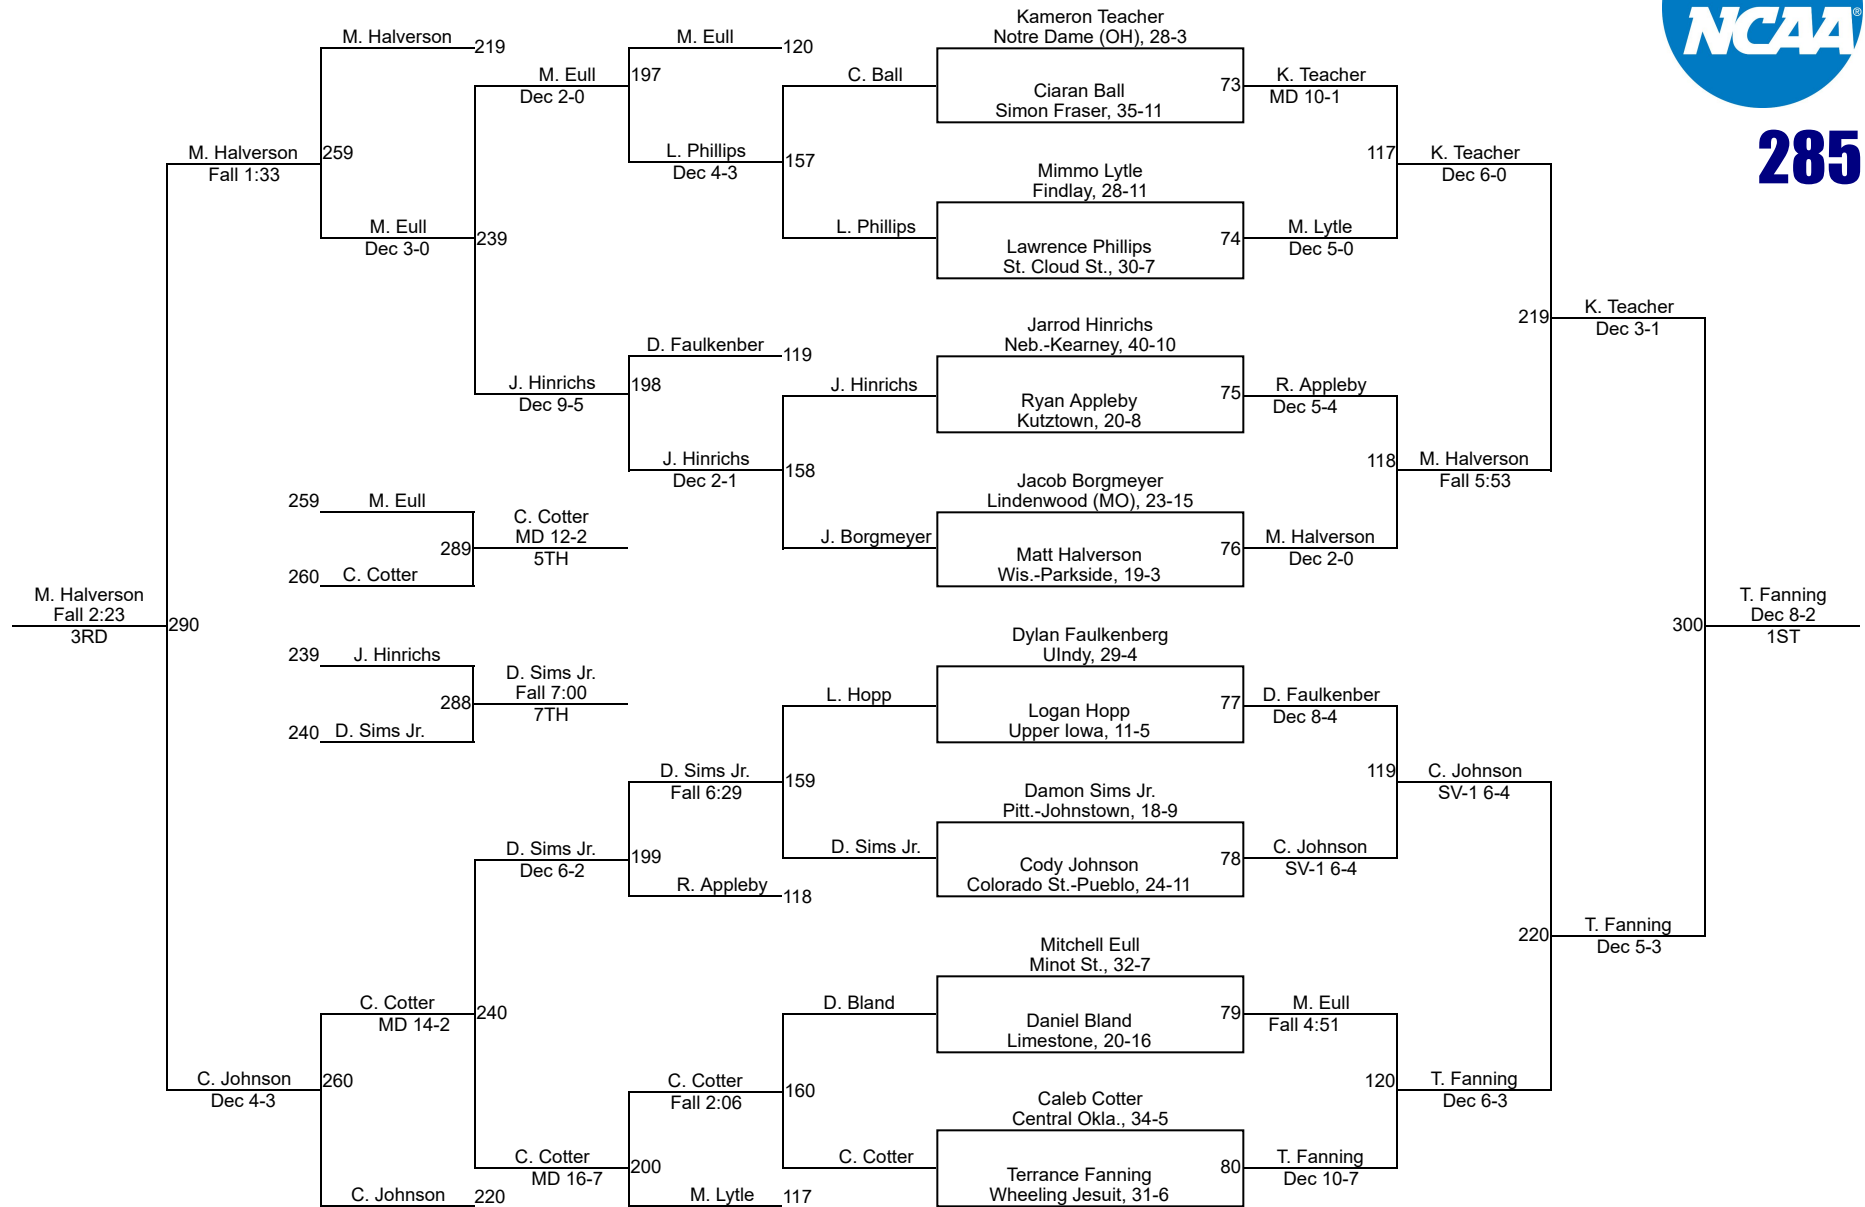 NCAA®
285
M. Halverson
219
M. Halverson
Fall 1:33
259
M. Eull
Dec 3-0
239
M. Eull
Dec 2-0
197
M. Eull
120
L. Phillips
Dec 4-3
157
C. Ball
L. Phillips
J. Hinrichs
Dec 9-5
198
D. Faulkenber
119
J. Hinrichs
Dec 2-1
158
J. Hinrichs
J. Borgmeyer
259
M. Eull
260
C. Cotter
289
C. Cotter
MD 12-2
5TH
M. Halverson
Fall 2:23
3RD
290
239
J. Hinrichs
240
D. Sims Jr.
288
D. Sims Jr.
Fall 7:00
7TH
D. Sims Jr.
Dec 6-2
199
D. Sims Jr.
Fall 6:29
159
L. Hopp
D. Sims Jr.
R. Appleby
118
C. Cotter
MD 14-2
240
C. Johnson
Dec 4-3
260
C. Cotter
MD 16-7
200
C. Cotter
Fall 2:06
160
D. Bland
C. Cotter
M. Lytle
117
C. Johnson
220
Kameron Teacher
Notre Dame (OH), 28-3
Ciaran Ball
Simon Fraser, 35-11
73
K. Teacher
MD 10-1
Mimmo Lytle
Findlay, 28-11
Lawrence Phillips
St. Cloud St., 30-7
74
M. Lytle
Dec 5-0
117
K. Teacher
Dec 6-0
Jarrod Hinrichs
Neb.-Kearney, 40-10
Ryan Appleby
Kutztown, 20-8
75
R. Appleby
Dec 5-4
Jacob Borgmeyer
Lindenwood (MO), 23-15
Matt Halverson
Wis.-Parkside, 19-3
76
M. Halverson
Dec 2-0
118
M. Halverson
Fall 5:53
219
K. Teacher
Dec 3-1
Dylan Faulkenberg
UIndy, 29-4
Logan Hopp
Upper Iowa, 11-5
77
D. Faulkenber
Dec 8-4
Damon Sims Jr.
Pitt.-Johnstown, 18-9
Cody Johnson
Colorado St.-Pueblo, 24-11
78
C. Johnson
SV-1 6-4
119
C. Johnson
SV-1 6-4
Mitchell Eull
Minot St., 32-7
Daniel Bland
Limestone, 20-16
79
M. Eull
Fall 4:51
Caleb Cotter
Central Okla., 34-5
Terrance Fanning
Wheeling Jesuit, 31-6
80
T. Fanning
Dec 10-7
120
T. Fanning
Dec 6-3
220
T. Fanning
Dec 5-3
300
T. Fanning
Dec 8-2
1ST